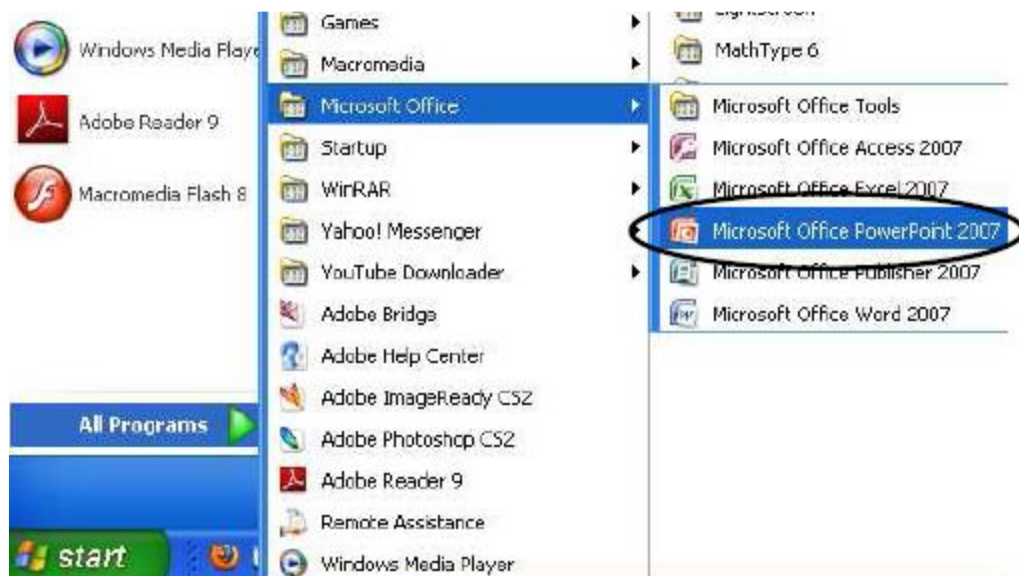 Windows Media Playe
Adobe Reader 9
Macromedia Flash 8
All Programs
start
Games
Macromedia
Microsoft Office
Startup
WinRAR
Yahoo! Messenger
YouTube Downloader
Adobe Bridge
Adobe Help Center
Adobe ImageReady CS2
Adobe Photoshop CS2
Adobe Reader 9
Remote Assistance
Windows Media Player
MathType 6
Microsoft Office Tools
Microsoft Office Access 2007
Microsoft Office Excel 2007
Microsoft Office PowerPoint 2007
Microsoft Office Publisher 2007
Microsoft Office Word 2007